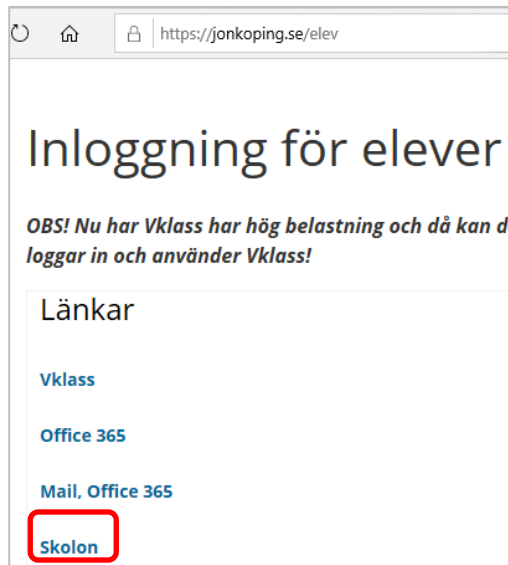 https://jonkoping.se/elev
Inloggning för elever
OBS! Nu har Vklass har hög belastning och då kan d
loggar in och använder Vklass!
Länkar
Vklass
Office 365
Mail, Office 365
Skolon